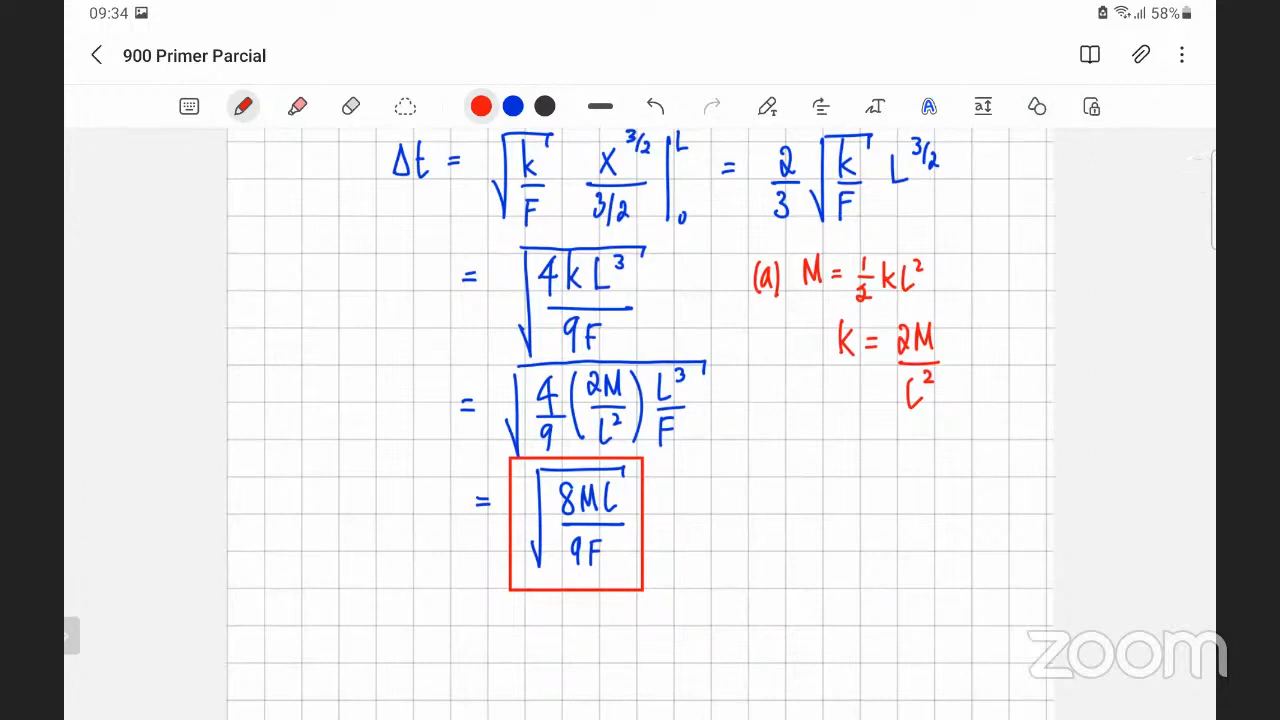 09:34 58%
900 Primer Parcial
Δt = √(k/F) x^(3/2)/(3/2) |₀ᴸ = 2/3 √(k/F) L^(3/2)
= √(4kL³/9F)
(a) M = ½ kL²
k = 2M/L²
= √(4/9 (2M/L²) L³/F)
= √(8ML/9F)
zoom